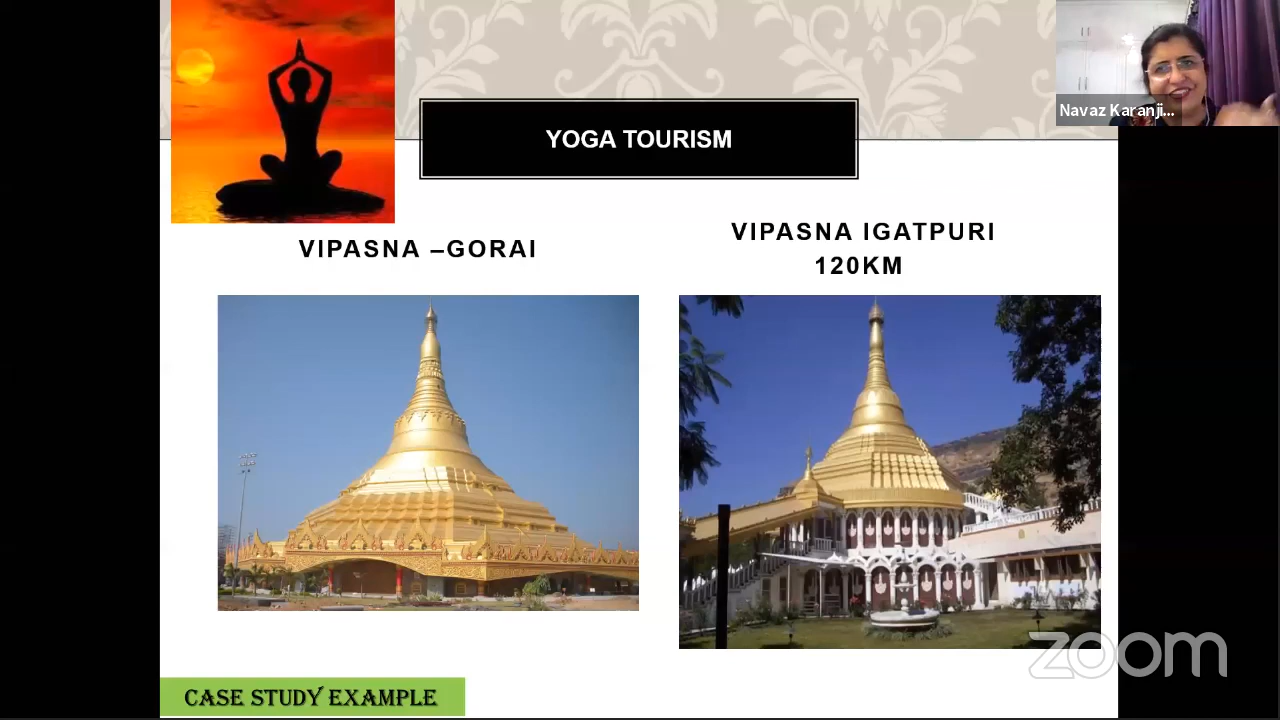 YOGA TOURISM
Navaz Karanji...
VIPASNA –GORAI
VIPASNA IGATPURI
120KM
zoom
CASE STUDY EXAMPLE